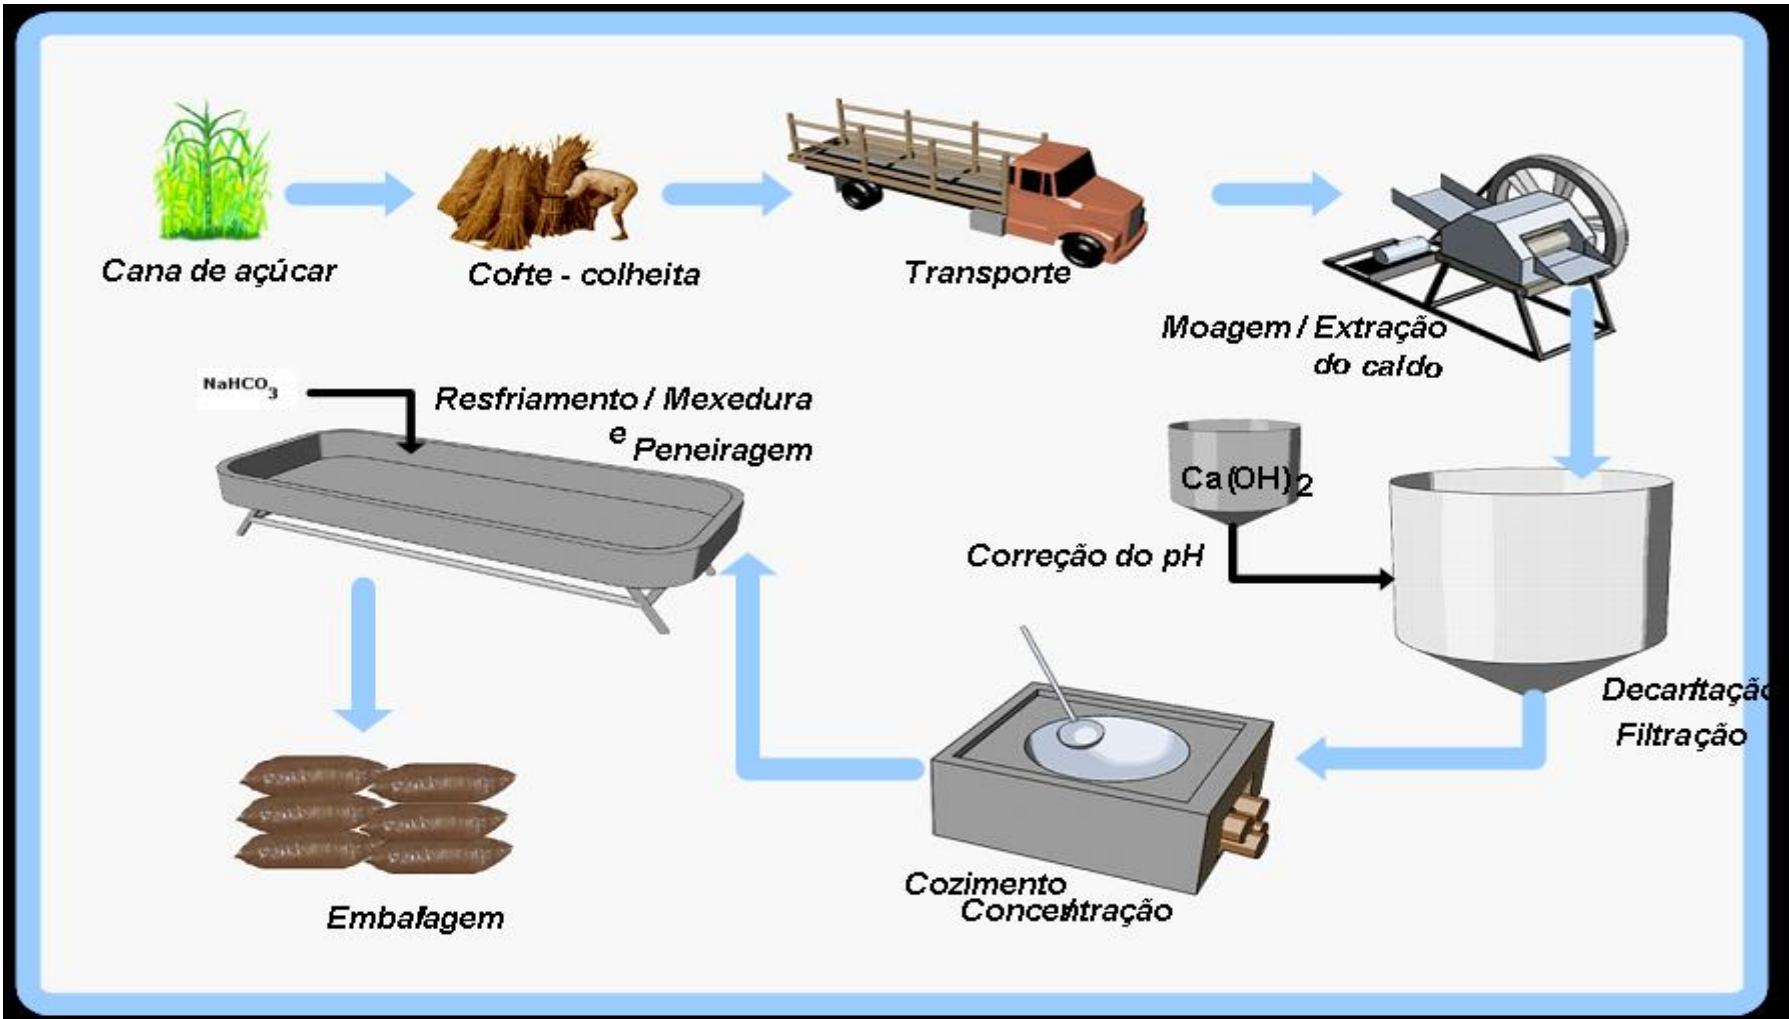 Cana de açúcar
Corte - colheita
Transporte
Moagem / Extração
do caldo
NaHCO3
Resfriamento / Mexedura
e
Peneiragem
Ca(OH)2
Correção do pH
Decantação
Filtração
Cozimento
Concentração
Embalagem